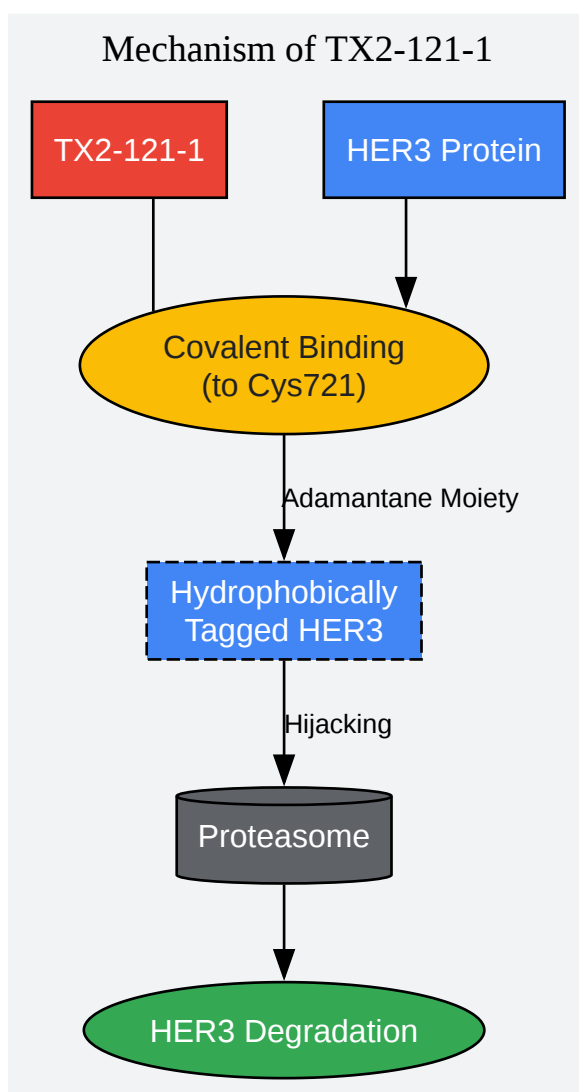 Mechanism of TX2-121-1
TX2-121-1
HER3 Protein
Covalent Binding
(to Cys721)
Adamantane Moiety
Hydrophobically
Tagged HER3
Hijacking
Proteasome
HER3 Degradation